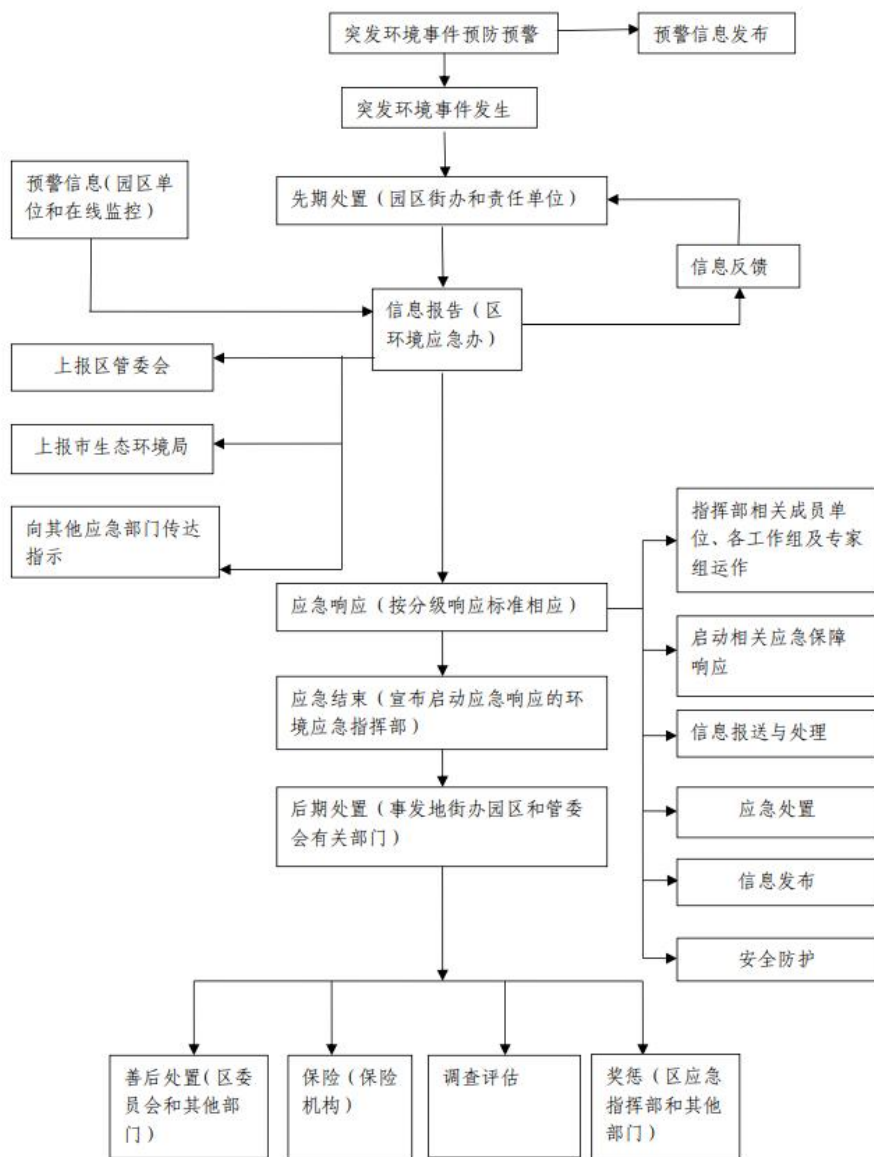 突发环境事件预防预警
预警信息发布
突发环境事件发生
预警信息(园区单
位和在线监控)
先期处置(园区街办和责任单位)
信息反馈
信息报告(区
环境应急办)
上报区管委会
上报市生态环境局
向其他应急部门传达
指示
指挥部相关成员单
位、各工作组及专家
组运作
应急响应(按分级响应标准相应)
启动相关应急保障
响应
应急结束(宣布启动应急响应的环
境应急指挥部)
信息报送与处理
后期处置(事发地街办园区和管委
会有关部门)
应急处置
信息发布
安全防护
善后处置(区委
员会和其他部
门)
保险(保险
机构)
调查评估
奖惩(区应急
指挥部和其他
部门)